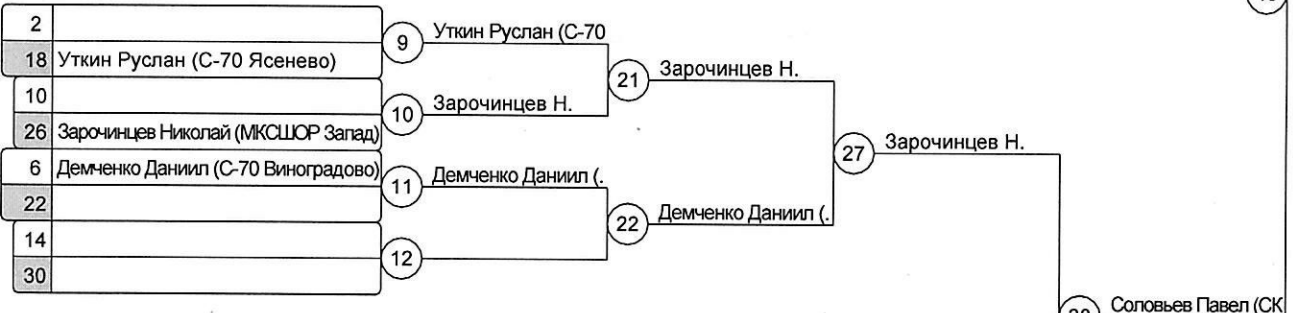 2
9
Уткин Руслан (С-70
18 Уткин Руслан (С-70 Ясенево)
21
Зарочинцев Н.
10
10
Зарочинцев Н.
26 Зарочинцев Николай (МКСШОР Запад)
27
Зарочинцев Н.
6 Демченко Даниил (С-70 Виноградово)
11
Демченко Даниил (.
22
22
Демченко Даниил (.
14
12
30
Соловьев Павел (СК